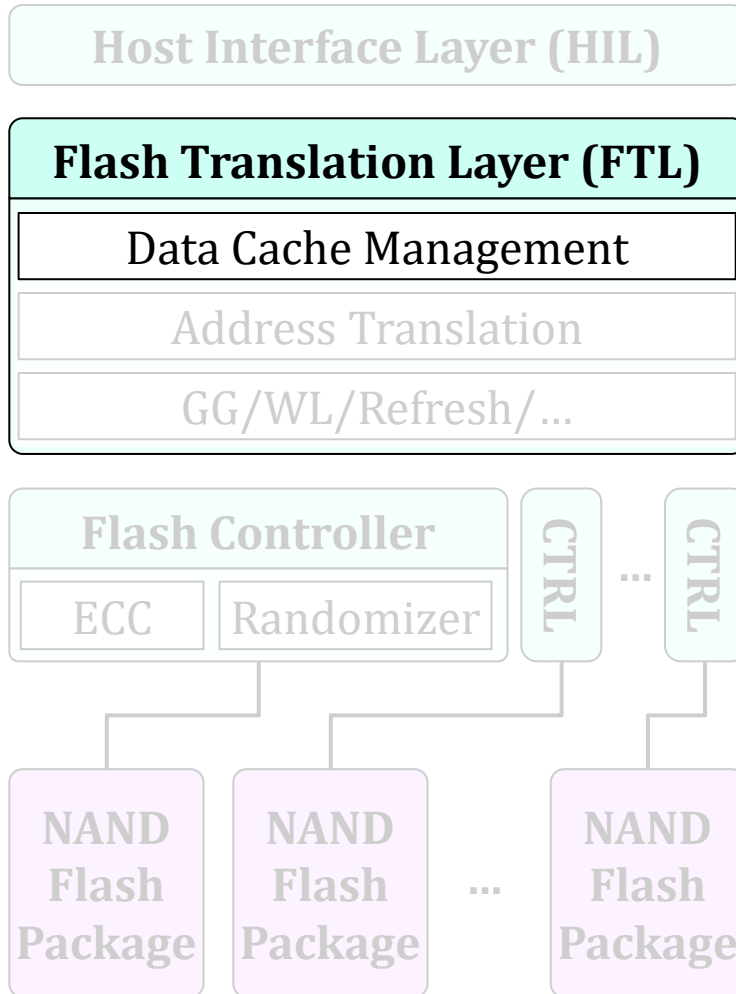 Host Interface Layer (HIL)
Flash Translation Layer (FTL)
Data Cache Management
Address Translation
GG/WL/Refresh/...
Flash Controller
ECC
Randomizer
CTRL
...
CTRL
NAND
Flash
Package
NAND
Flash
Package
...
NAND
Flash
Package